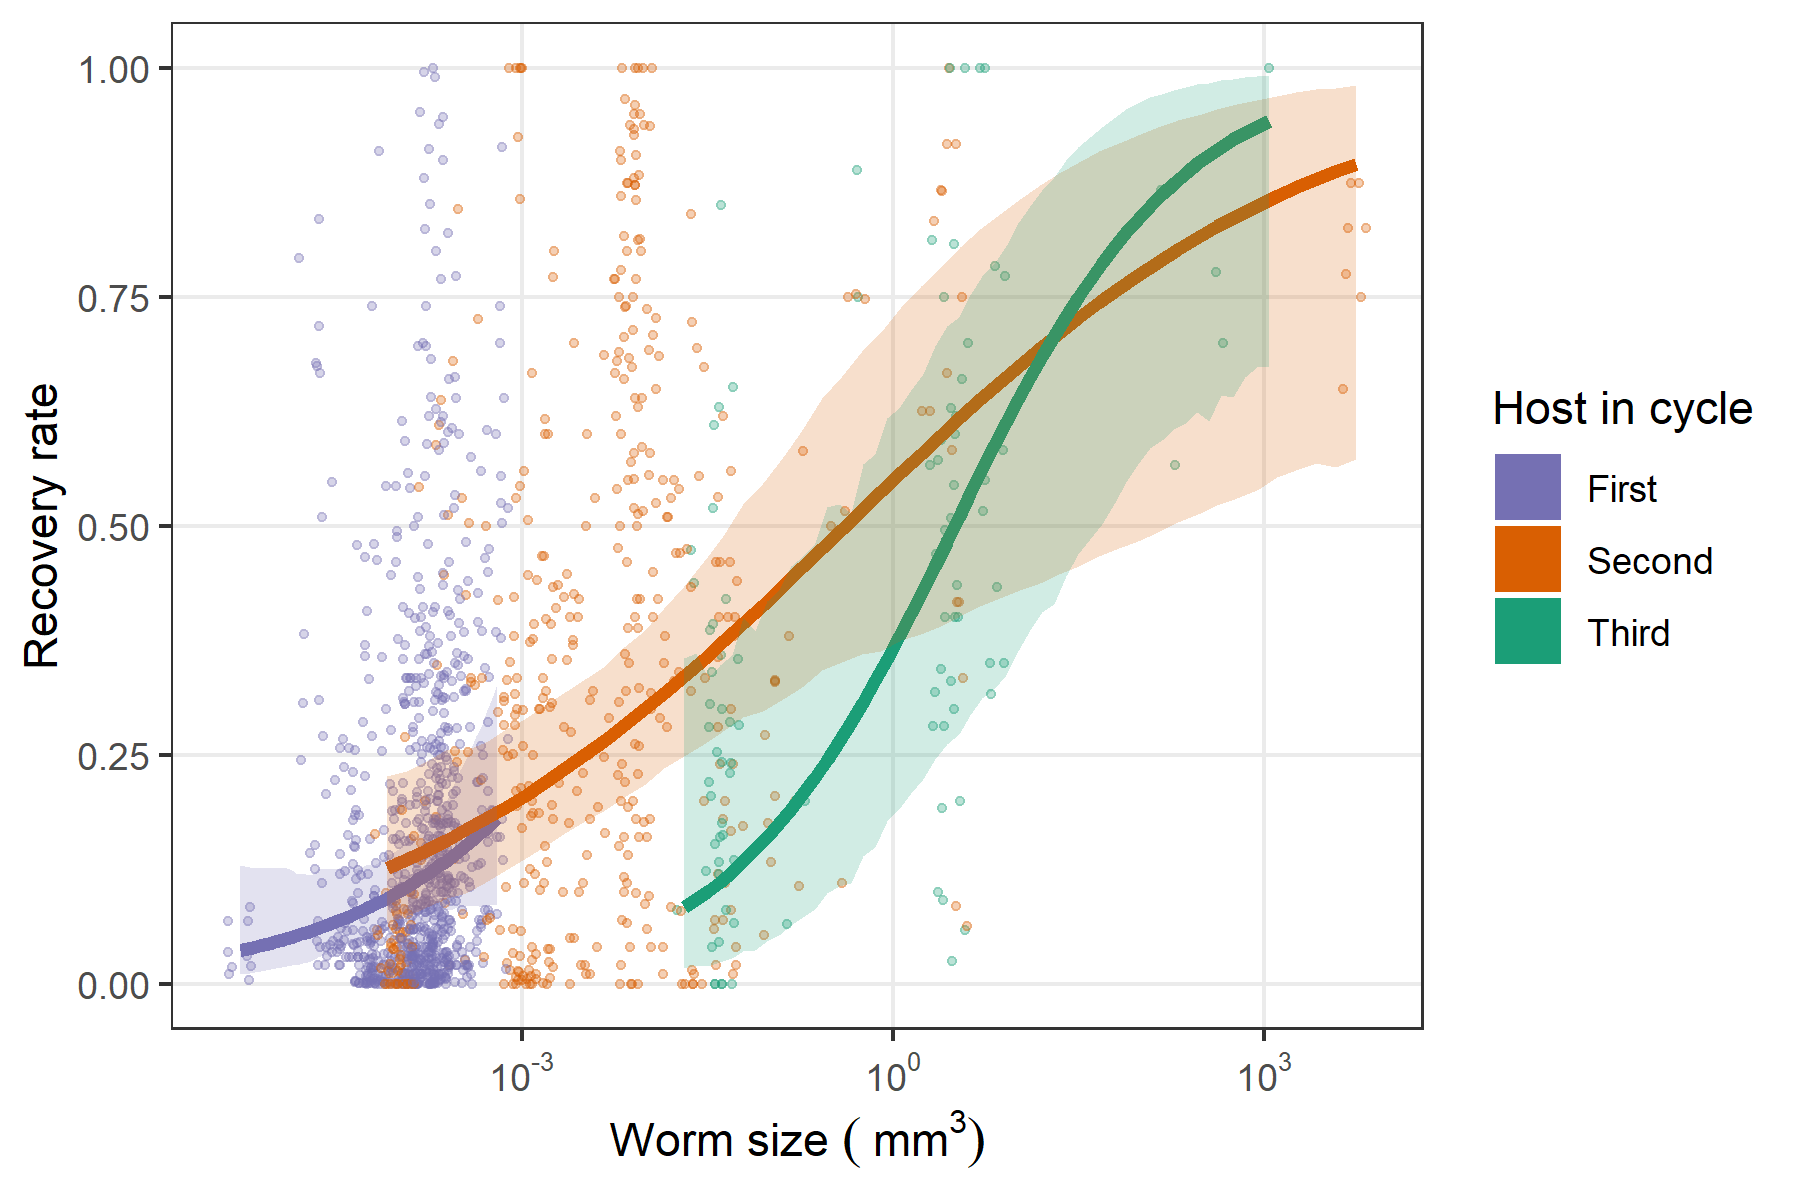 1.00
0.75
0.50
0.25
0.00
Recovery rate
10⁻³
10⁰
10³
Worm size ( mm³)
Host in cycle
First
Second
Third